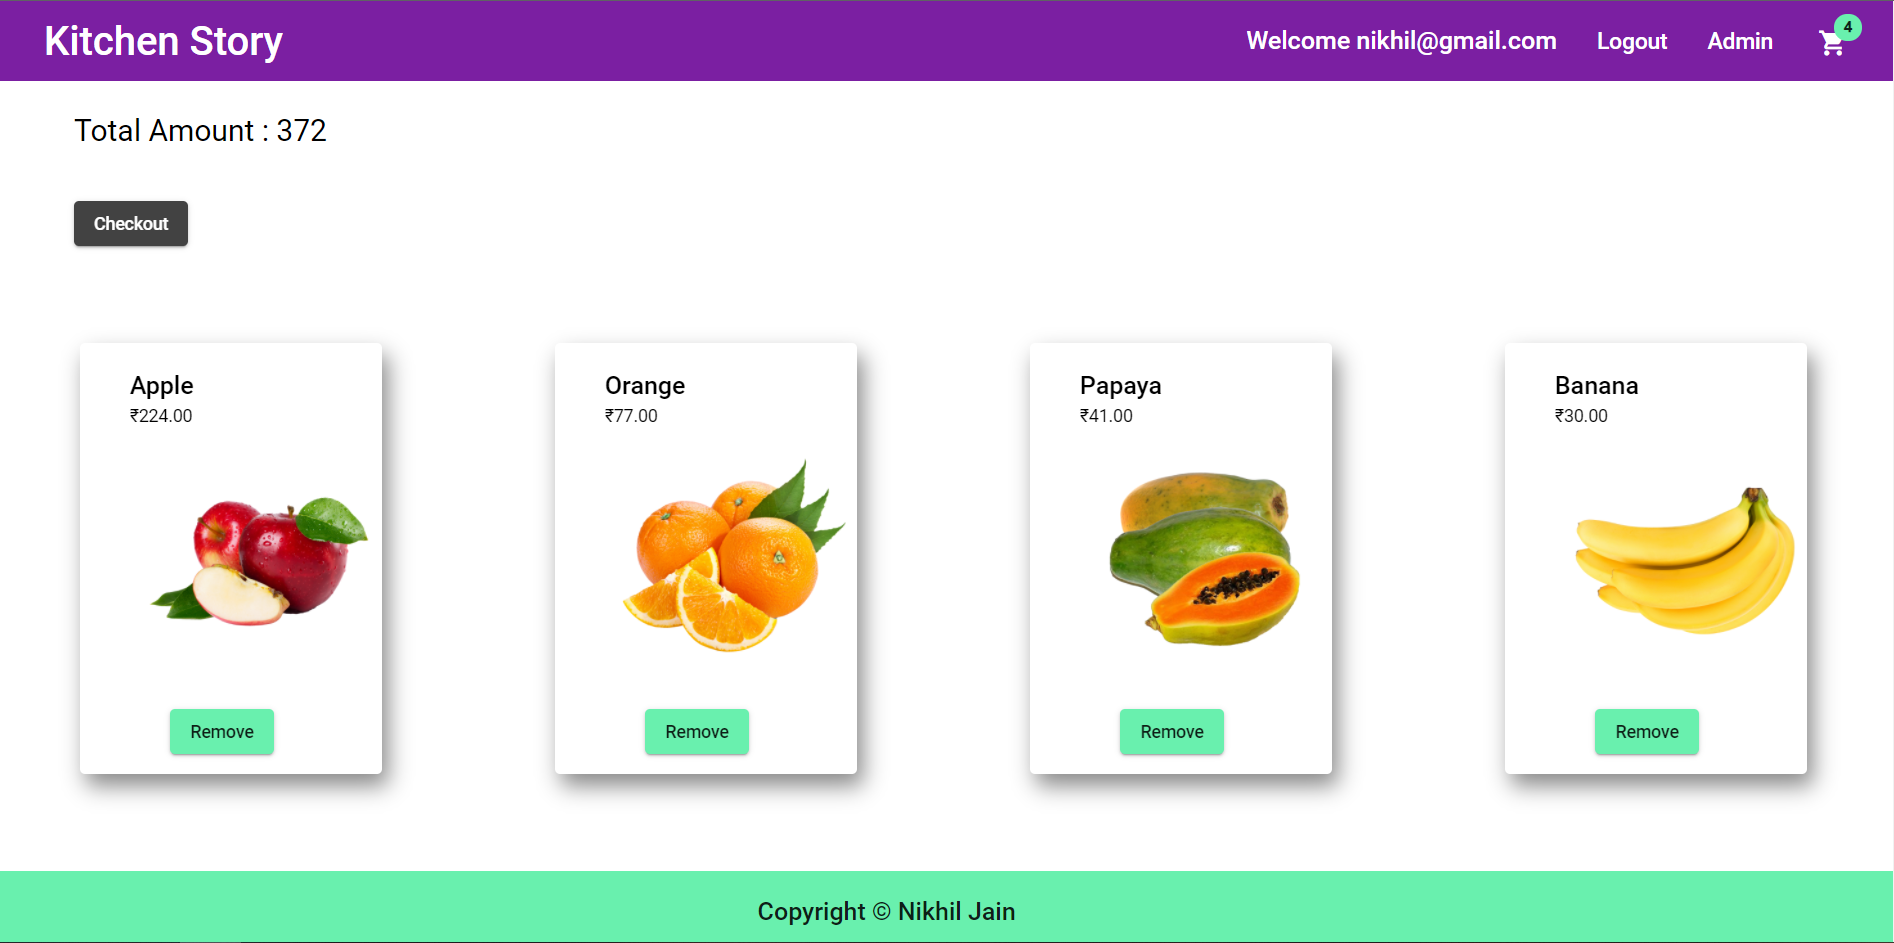 Kitchen Story
Welcome nikhil@gmail.com Logout Admin 4
Total Amount : 372
Checkout
Apple
₹224.00
Remove
Orange
₹77.00
Remove
Papaya
₹41.00
Remove
Banana
₹30.00
Remove
Copyright © Nikhil Jain